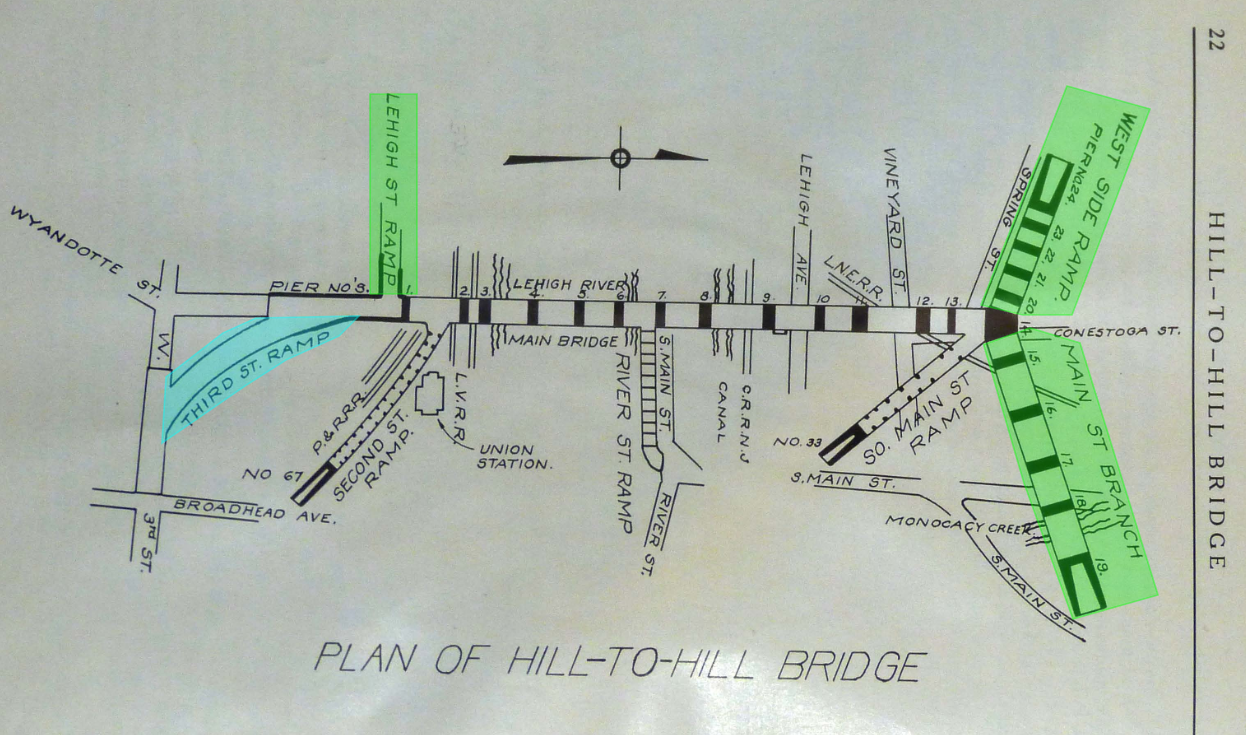 22
HILL-TO-HILL BRIDGE
LEHIGH ST RAMP
WEST SIDE RAMP
PIER NO 24.
23. 22. 21. 20.
SPRING ST.
LEHIGH AVE.
VINEYARD ST.
L.N.E.R.R.
WYANDOTTE ST.
PIER NO'S.
1. 2. 3. 4. 5. 6. 7. 8. 9. 10 11 12. 13. 14.
LEHIGH RIVER
MAIN BRIDGE
CONESTOGA ST.
W.
THIRD ST. RAMP
P.&R.R.R.
SECOND ST. RAMP.
NO 67
L.V.R.R.
UNION STATION.
RIVER ST. RAMP
S. MAIN ST.
CANAL
C.R.R.N.J
NO. 33
SO. MAIN ST RAMP
MAIN ST BRANCH
15. 16. 17. 18. 19.
S. MAIN ST.
MONOCACY CREEK
S. MAIN ST.
BROADHEAD AVE.
3rd ST.
RIVER ST.
PLAN OF HILL-TO-HILL BRIDGE